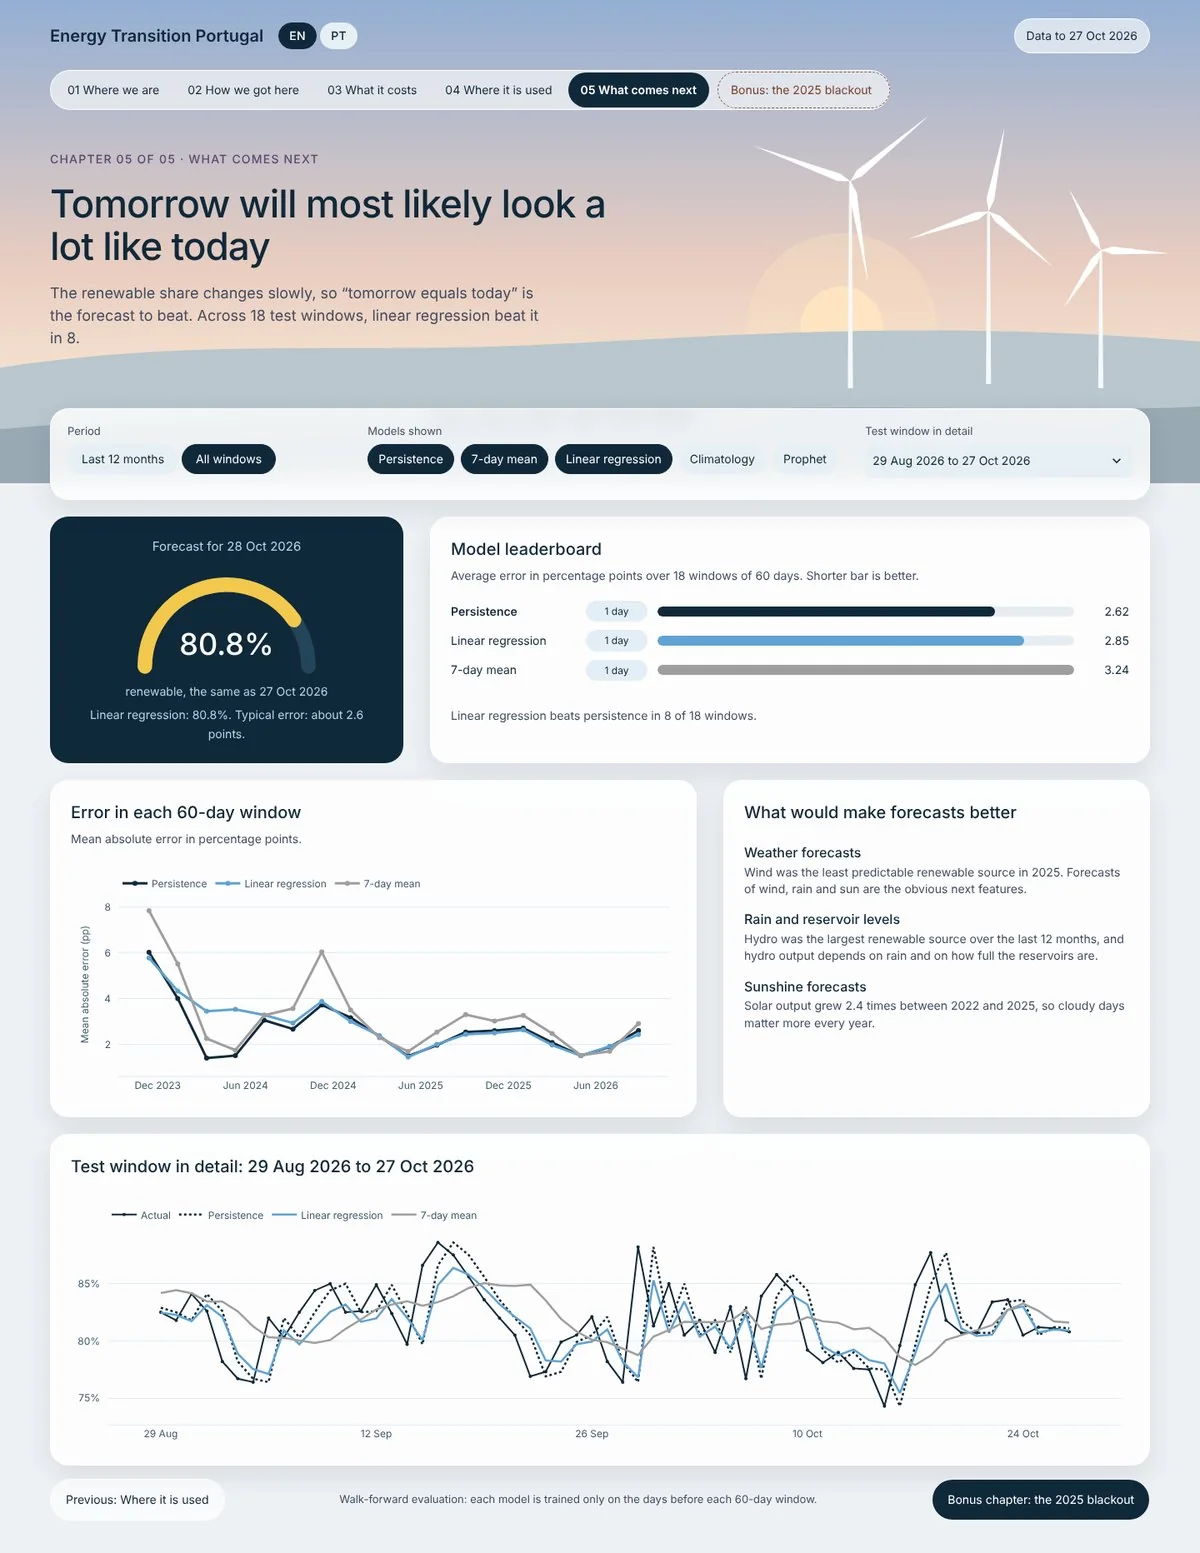 Energy Transition Portugal
EN
PT
Data to 27 Oct 2026
01 Where we are
02 How we got here
03 What it costs
04 Where it is used
05 What comes next
Bonus: the 2025 blackout
CHAPTER 05 OF 05 · WHAT COMES NEXT
Tomorrow will most likely look a
lot like today
The renewable share changes slowly, so “tomorrow equals today” is
the forecast to beat. Across 18 test windows, linear regression beat it
in 8.
Period
Last 12 months
All windows
Models shown
Persistence
7-day mean
Linear regression
Climatology
Prophet
Test window in detail
29 Aug 2026 to 27 Oct 2026
Forecast for 28 Oct 2026
80.8%
renewable, the same as 27 Oct 2026
Linear regression: 80.8%. Typical error: about 2.6
points.
Model leaderboard
Average error in percentage points over 18 windows of 60 days. Shorter bar is better.
Persistence 1 day 2.62
Linear regression 1 day 2.85
7-day mean 1 day 3.24
Linear regression beats persistence in 8 of 18 windows.
Error in each 60-day window
Mean absolute error in percentage points.
Persistence Linear regression 7-day mean
Mean absolute error (pp)
8
6
4
2
Dec 2023 Jun 2024 Dec 2024 Jun 2025 Dec 2025 Jun 2026
What would make forecasts better
Weather forecasts
Wind was the least predictable renewable source in 2025. Forecasts
of wind, rain and sun are the obvious next features.
Rain and reservoir levels
Hydro was the largest renewable source over the last 12 months, and
hydro output depends on rain and on how full the reservoirs are.
Sunshine forecasts
Solar output grew 2.4 times between 2022 and 2025, so cloudy days
matter more every year.
Test window in detail: 29 Aug 2026 to 27 Oct 2026
Actual Persistence Linear regression 7-day mean
85%
80%
75%
29 Aug 12 Sep 26 Sep 10 Oct 24 Oct
Previous: Where it is used
Walk-forward evaluation: each model is trained only on the days before each 60-day window.
Bonus chapter: the 2025 blackout